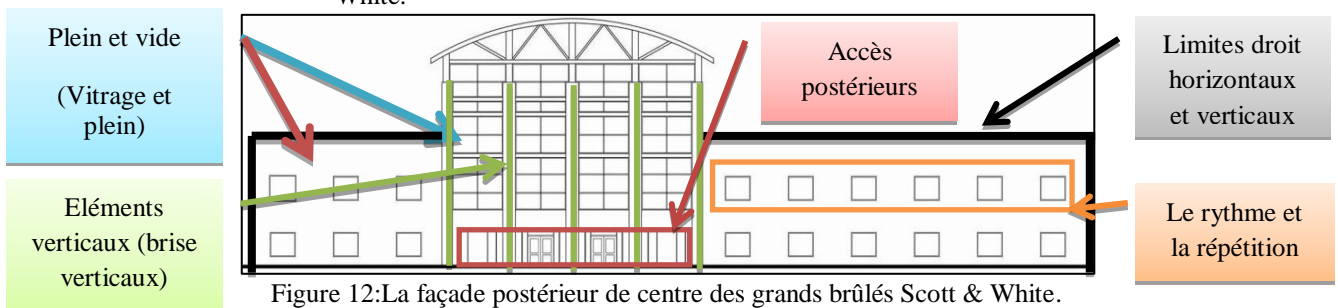 White.
Plein et vide
(Vitrage et
plein)
Eléments
verticaux (brise
verticaux)
Accès
postérieurs
Limites droit
horizontaux
et verticaux
Le rythme et
la répétition
Figure 12:La façade postérieur de centre des grands brûlés Scott & White.